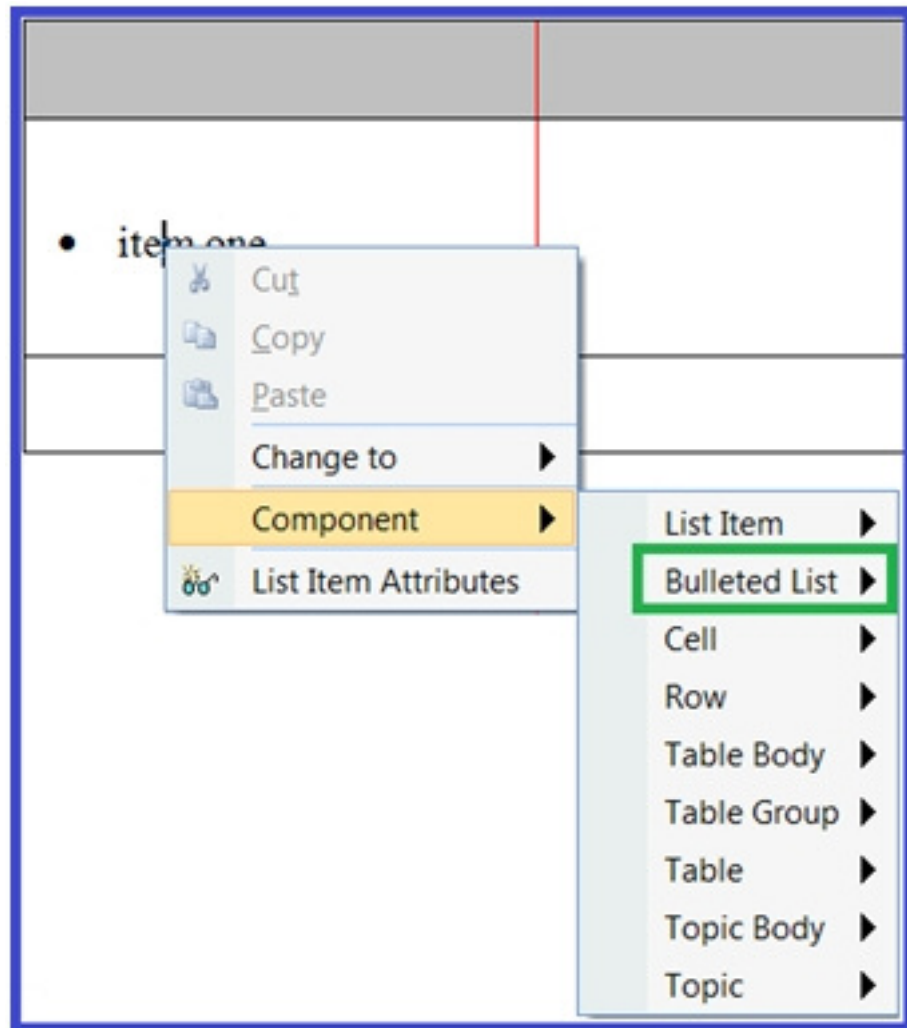 • item one
Cut
Copy
Paste
Change to
Component
List Item Attributes
List Item
Bulleted List
Cell
Row
Table Body
Table Group
Table
Topic Body
Topic